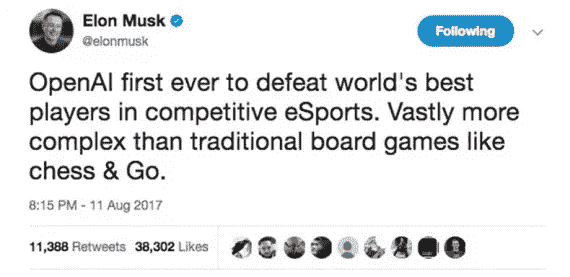 Elon Musk
@elonmusk
Following
OpenAI first ever to defeat world's best
players in competitive eSports. Vastly more
complex than traditional board games like
chess & Go.
8:15 PM - 11 Aug 2017
11,388 Retweets 38,302 Likes